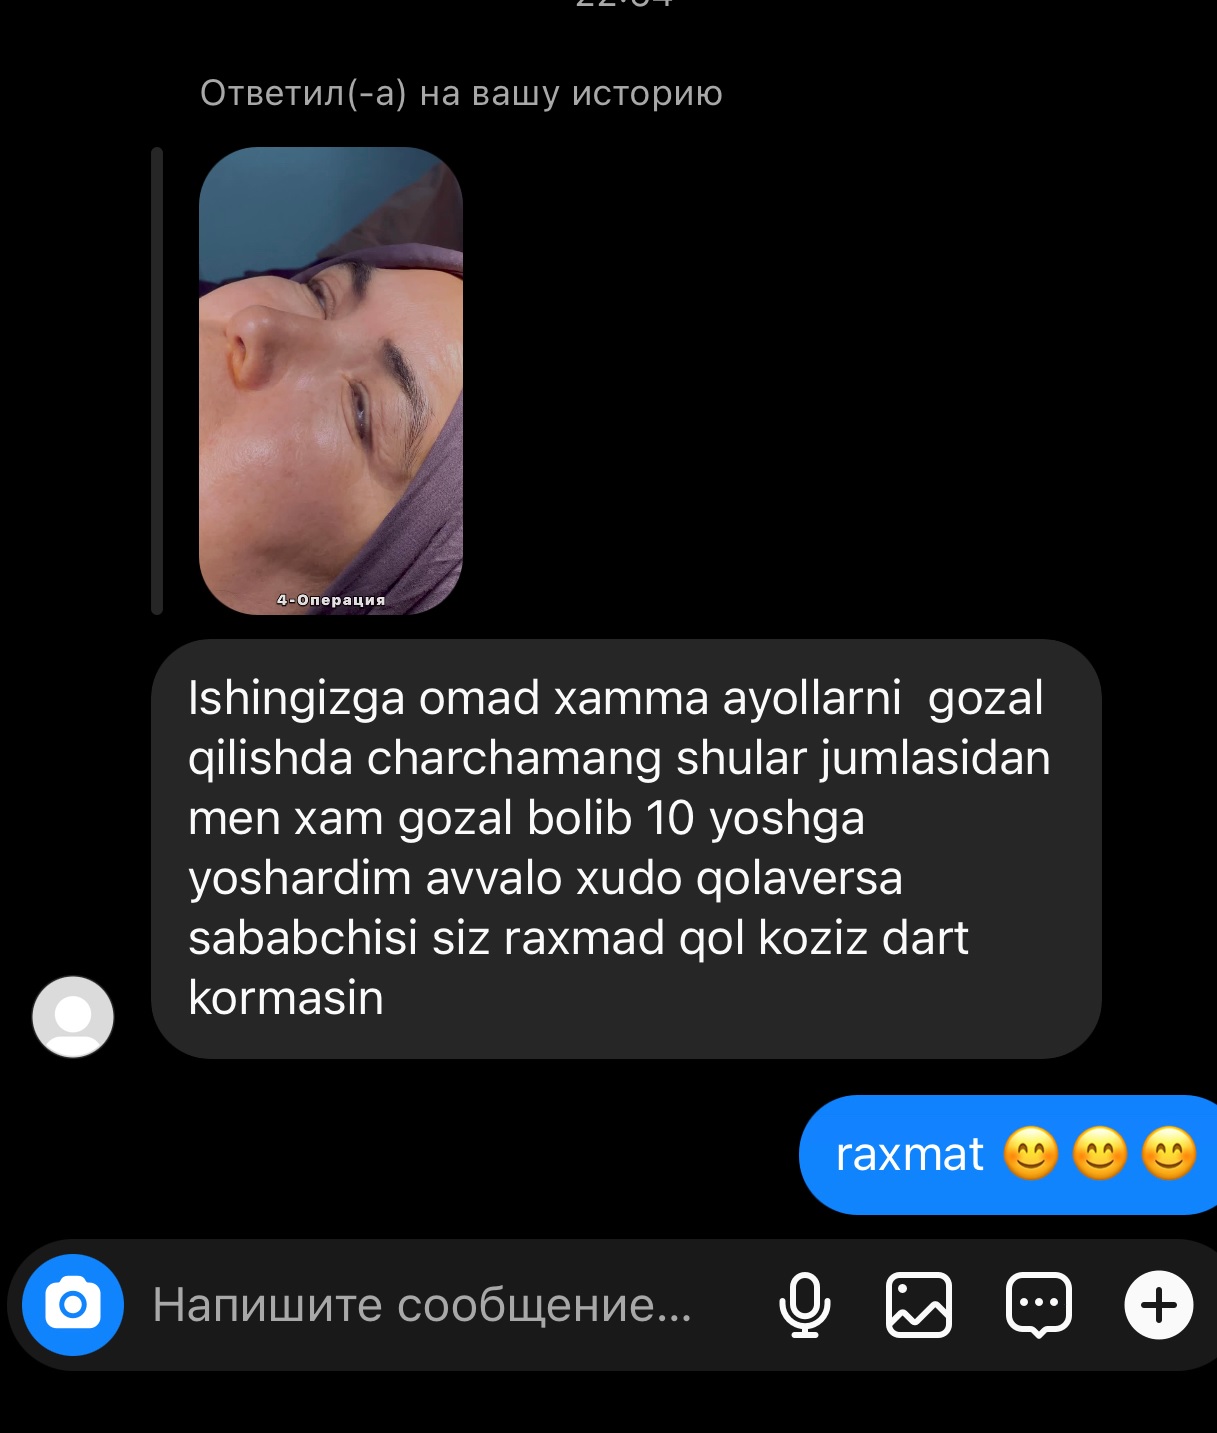 Ответил(-а) на вашу историю
4-Операция
Ishingizga omad xamma ayollarni  gozal
qilishda charchamang shular jumlasidan
men xam gozal bolib 10 yoshga
yoshardim avvalo xudo qolaversa
sababchisi siz raxmad qol koziz dart
kormasin
raxmat 😊😊😊
Напишите сообщение...